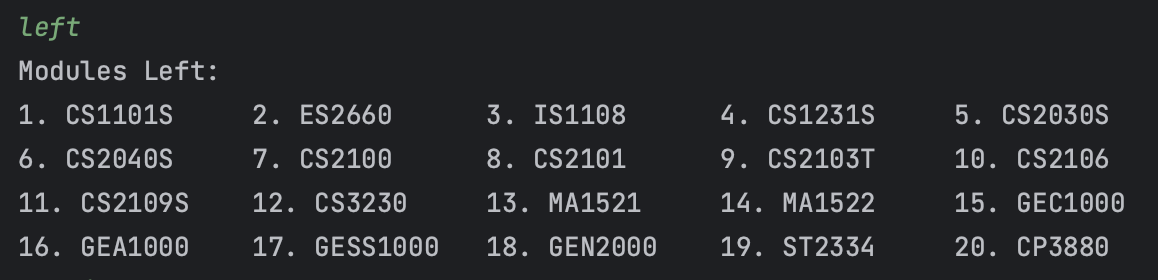 left
Modules Left:
1. CS1101S 2. ES2660 3. IS1108 4. CS1231S 5. CS2030S
6. CS2040S 7. CS2100 8. CS2101 9. CS2103T 10. CS2106
11. CS2109S 12. CS3230 13. MA1521 14. MA1522 15. GEC1000
16. GEA1000 17. GESS1000 18. GEN2000 19. ST2334 20. CP3880